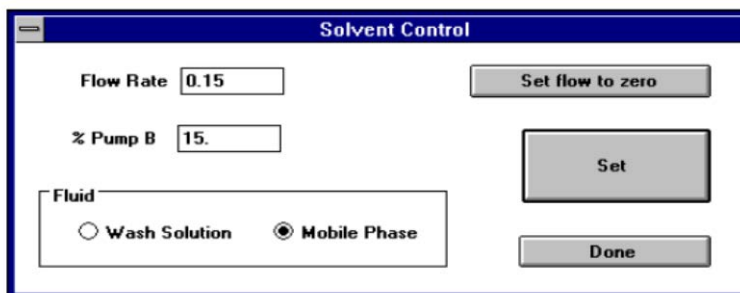 Solvent Control
Flow Rate 0.15
Set flow to zero
% Pump B 15.
Set
Fluid
Wash Solution Mobile Phase
Done